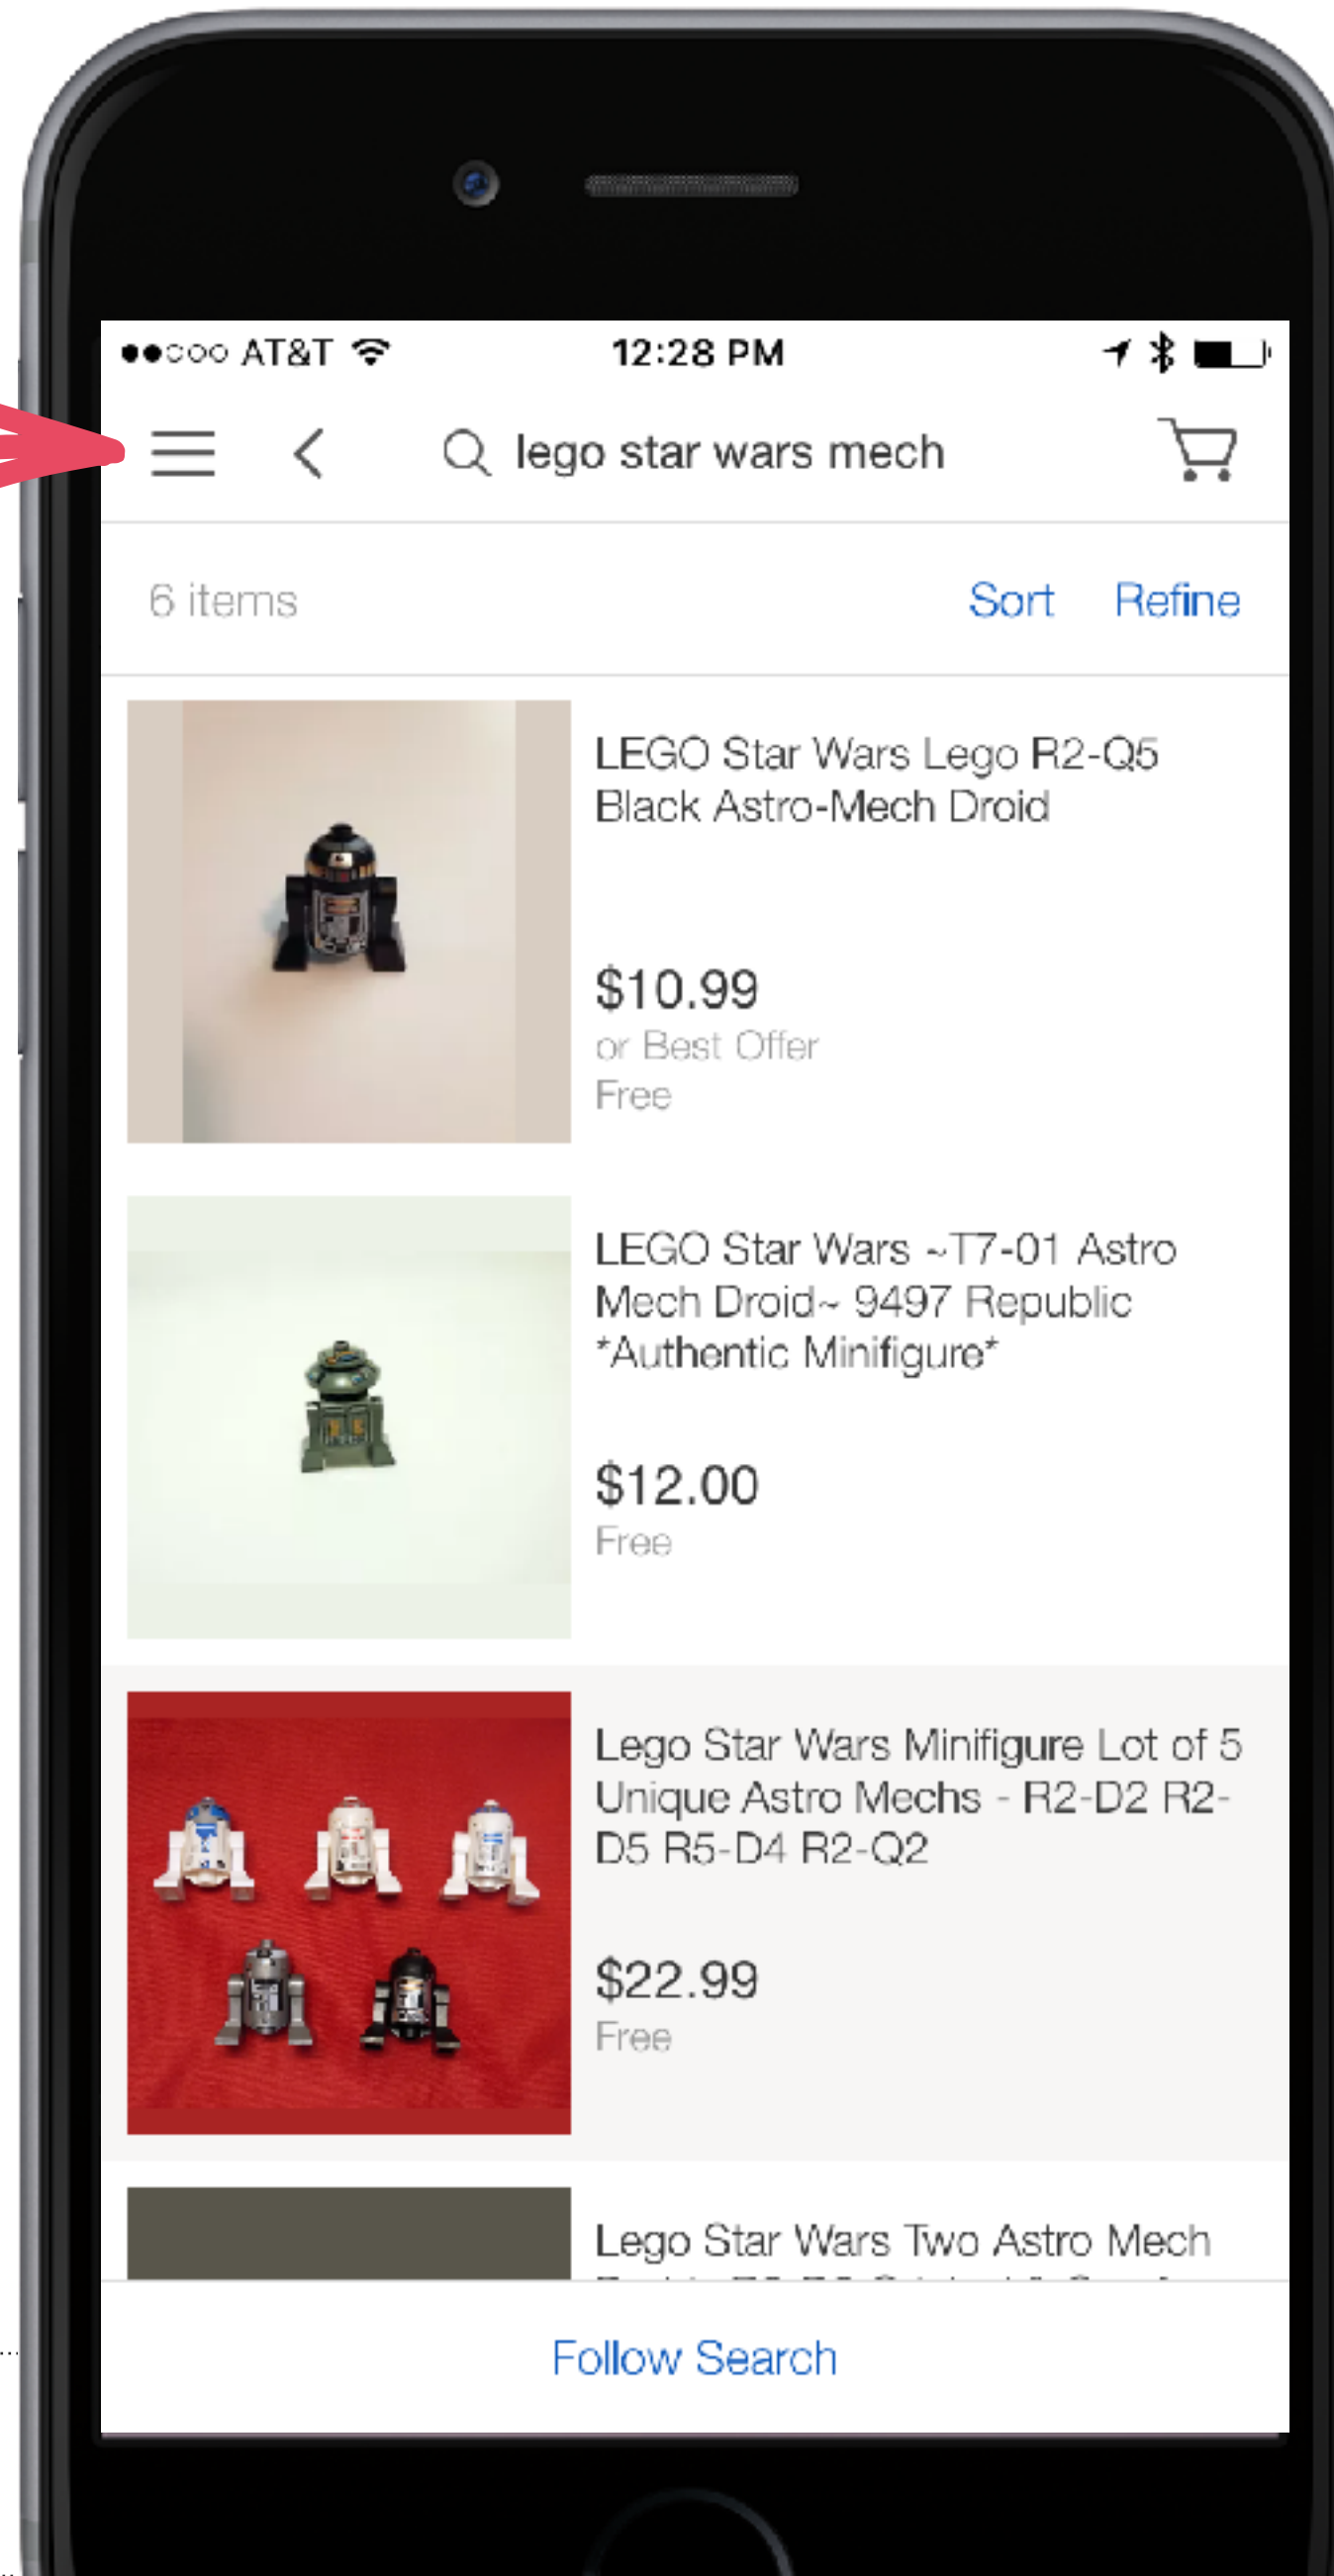 AT&T 12:28 PM
lego star wars mech
6 items Sort Refine
LEGO Star Wars Lego R2-Q5
Black Astro-Mech Droid
$10.99
or Best Offer
Free
LEGO Star Wars ~T7-01 Astro
Mech Droid~ 9497 Republic
*Authentic Minifigure*
$12.00
Free
Lego Star Wars Minifigure Lot of 5
Unique Astro Mechs - R2-D2 R2-
D5 R5-D4 R2-Q2
$22.99
Free
Lego Star Wars Two Astro Mech
Follow Search